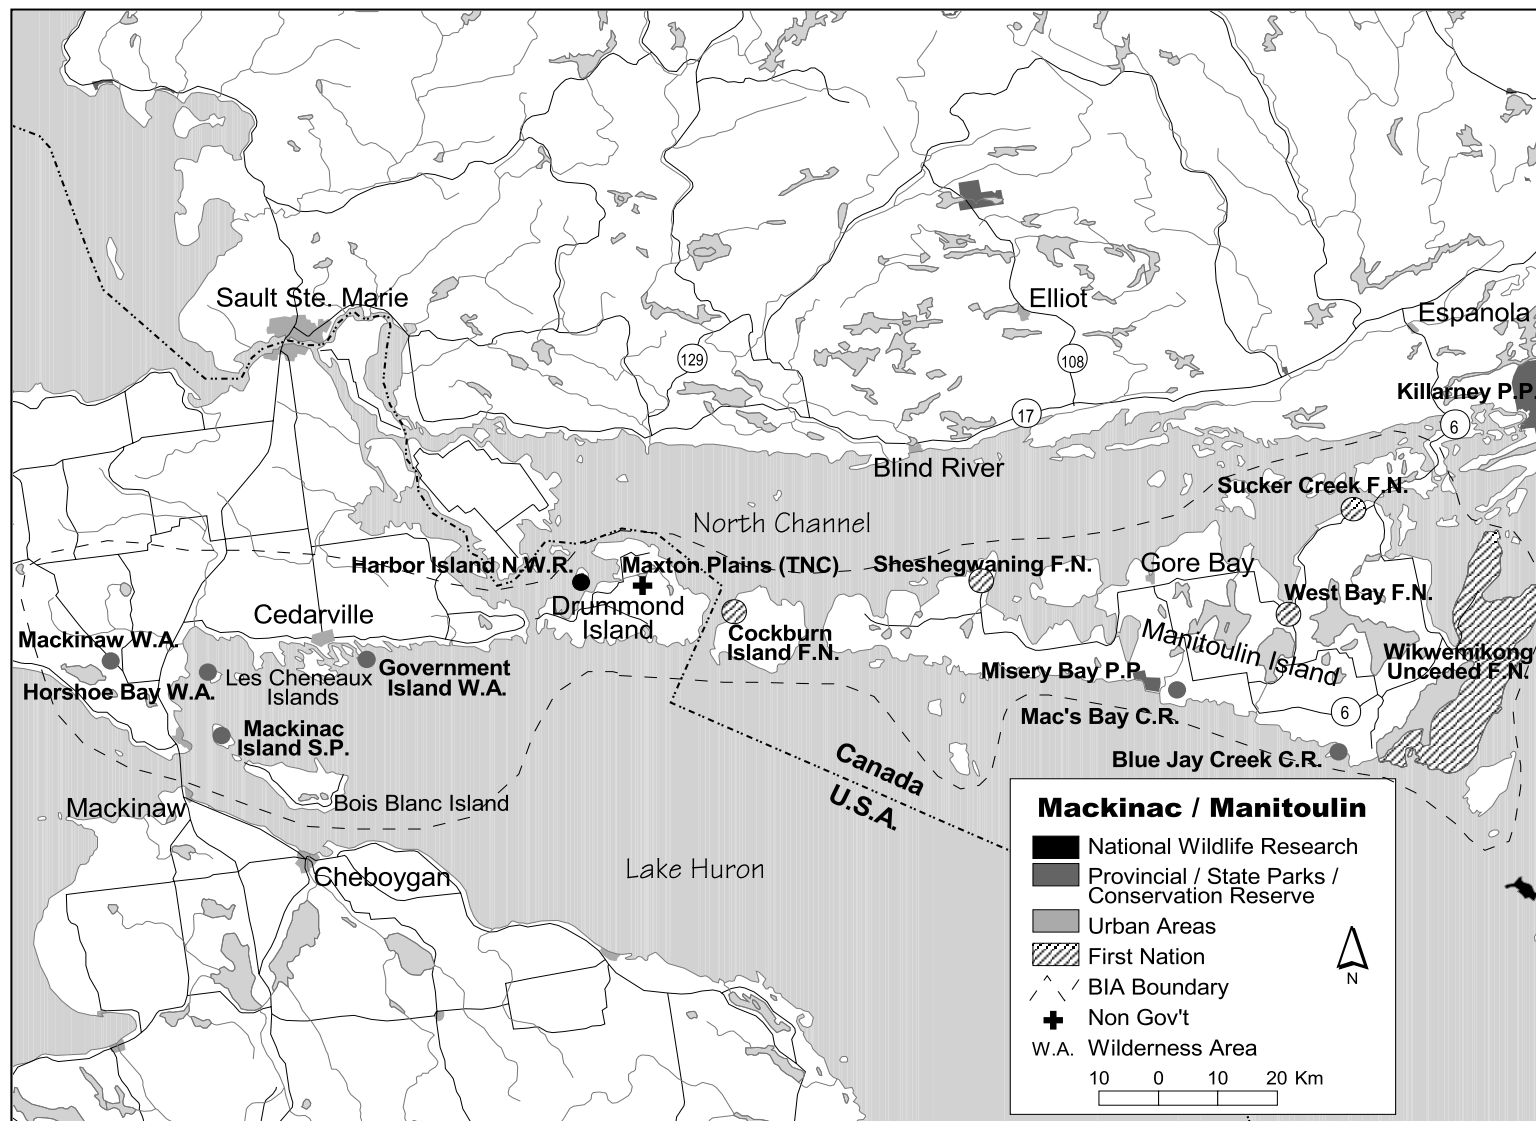 Sault Ste. Marie
Elliot
Espanola
129
108
Killarney P.P.
17
6
Blind River
Sucker Creek F.N.
North Channel
Harbor Island N.W.R.
Maxton Plains (TNC)
Sheshegwaning F.N.
Gore Bay
West Bay F.N.
Drummond
Island
Cedarville
Mackinaw W.A.
Cockburn
Island F.N.
Manitoulin Island
Wikwemikong
Unceded F.N.
Horshoe Bay W.A.
Les Cheneaux
Islands
Government
Island W.A.
Misery Bay P.P.
Mac's Bay C.R.
6
Mackinac
Island S.P.
Blue Jay Creek C.R.
Canada
U.S.A.
Bois Blanc Island
Mackinaw
Cheboygan
Lake Huron
Mackinac / Manitoulin
National Wildlife Research
Provincial / State Parks /
Conservation Reserve
Urban Areas
First Nation
BIA Boundary
Non Gov't
W.A. Wilderness Area
N
10 0 10 20 Km